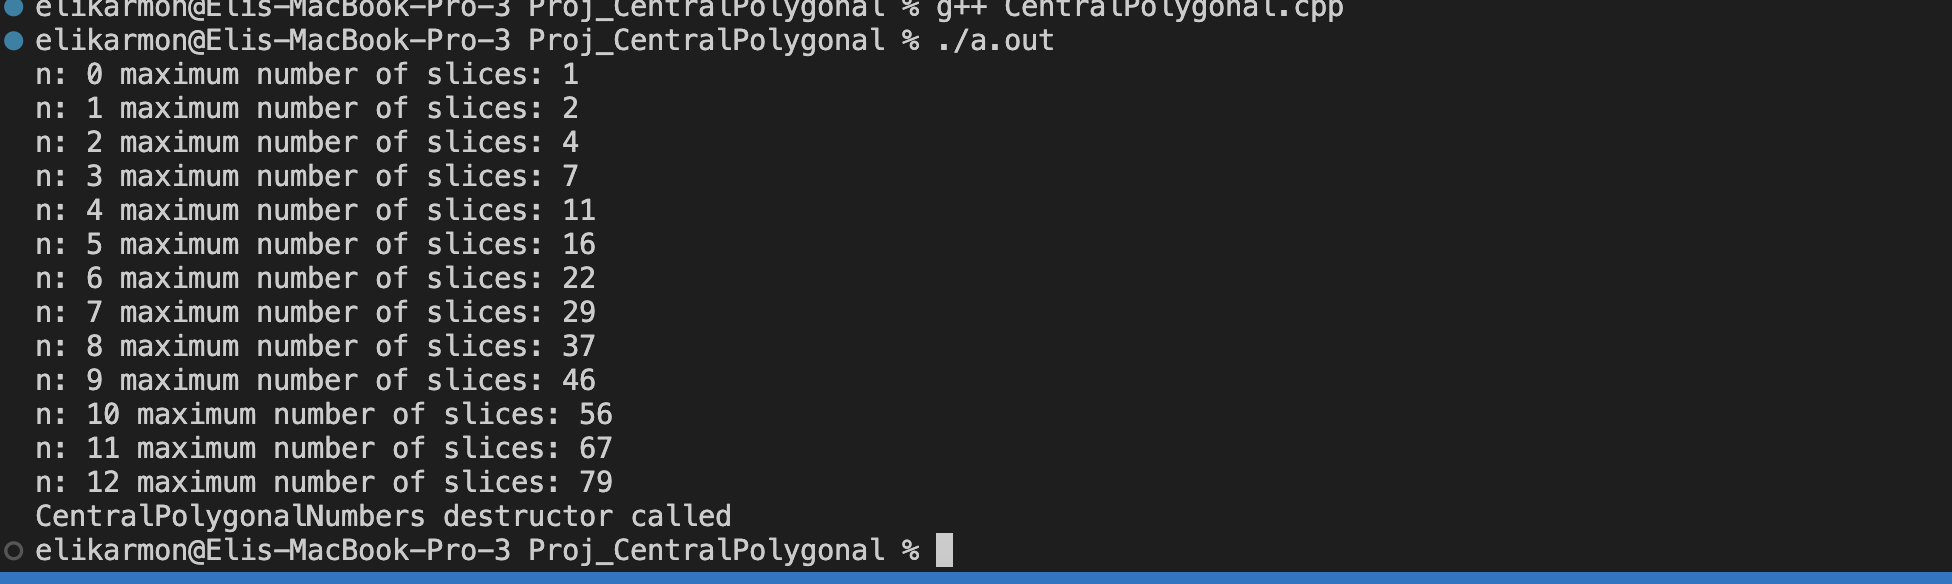 elikarmon@Elis-MacBook-Pro-3 Proj_CentralPolygonal % g++ CentralPolygonal.cpp
elikarmon@Elis-MacBook-Pro-3 Proj_CentralPolygonal % ./a.out
n: 0 maximum number of slices: 1
n: 1 maximum number of slices: 2
n: 2 maximum number of slices: 4
n: 3 maximum number of slices: 7
n: 4 maximum number of slices: 11
n: 5 maximum number of slices: 16
n: 6 maximum number of slices: 22
n: 7 maximum number of slices: 29
n: 8 maximum number of slices: 37
n: 9 maximum number of slices: 46
n: 10 maximum number of slices: 56
n: 11 maximum number of slices: 67
n: 12 maximum number of slices: 79
CentralPolygonalNumbers destructor called
elikarmon@Elis-MacBook-Pro-3 Proj_CentralPolygonal %